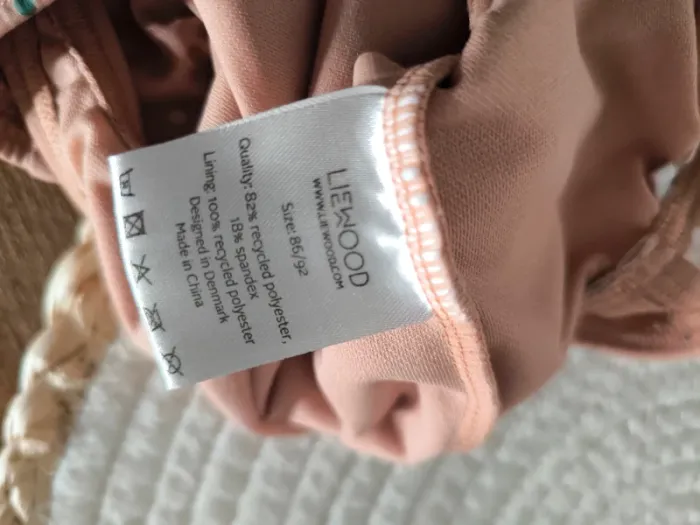 LIEWOOD
WWW.LIEWOOD.COM
Size: 86/92
Quality: 82% recycled polyester,
18% spandex
Lining: 100% recycled polyester
Designed in Denmark
Made in China